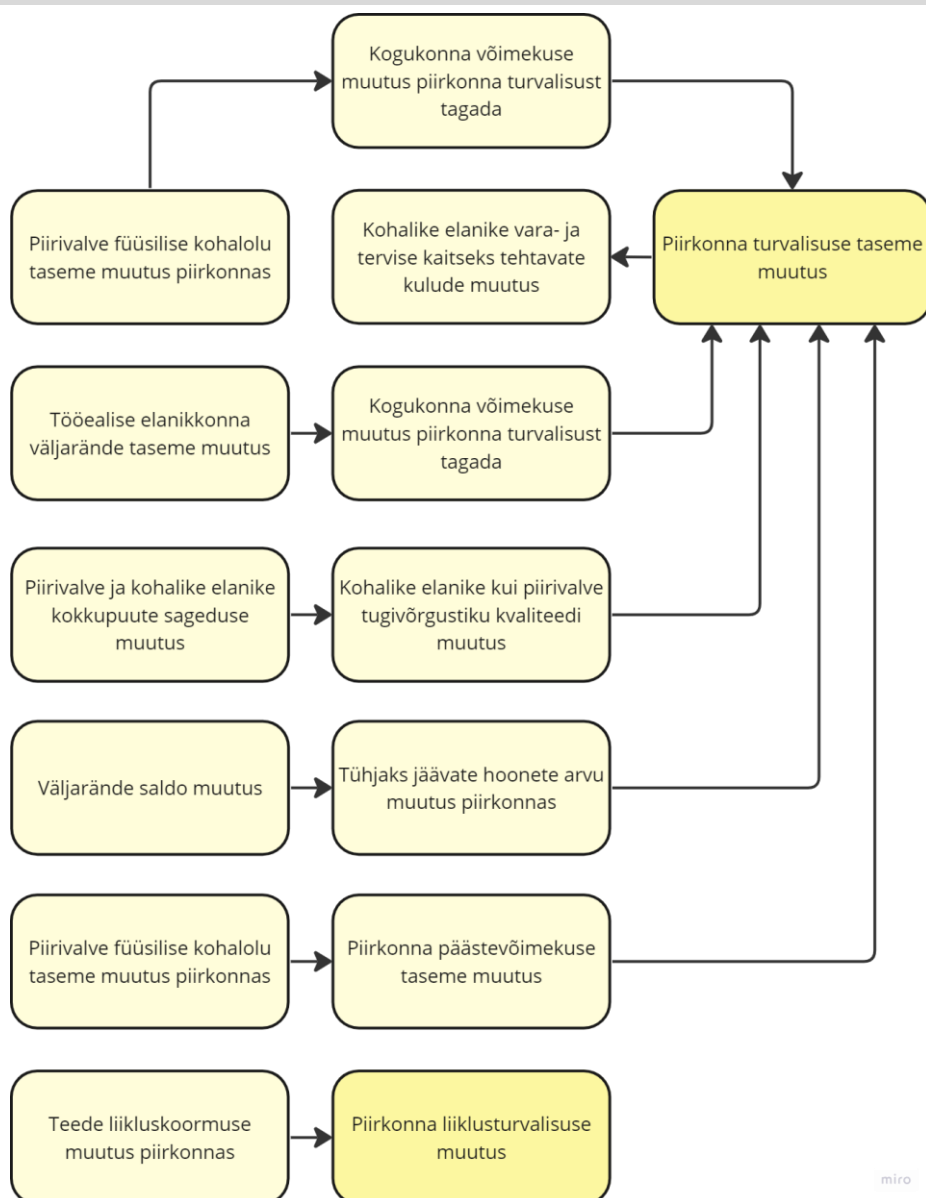 Kogukonna võimekuse
muutus piirkonna turvalisust
tagada
Piirivalve füüsilise kohalolu
taseme muutus piirkonnas
Kohalike elanike vara- ja
tervise kaitseks tehtavate
kulude muutus
Piirkonna turvalisuse taseme
muutus
Tööealise elanikkonna
väljarände taseme muutus
Kogukonna võimekuse
muutus piirkonna turvalisust
tagada
Piirivalve ja kohalike elanike
kokkupuute sageduse
muutus
Kohalike elanike kui piirivalve
tugivõrgustiku kvaliteedi
muutus
Väljarände saldo muutus
Tühjaks jäävate hoonete arvu
muutus piirkonnas
Piirivalve füüsilise kohalolu
taseme muutus piirkonnas
Piirkonna päästevõimekuse
taseme muutus
Teede liikluskoormuse
muutus piirkonnas
Piirkonna liiklusturvalisuse
muutus
miro